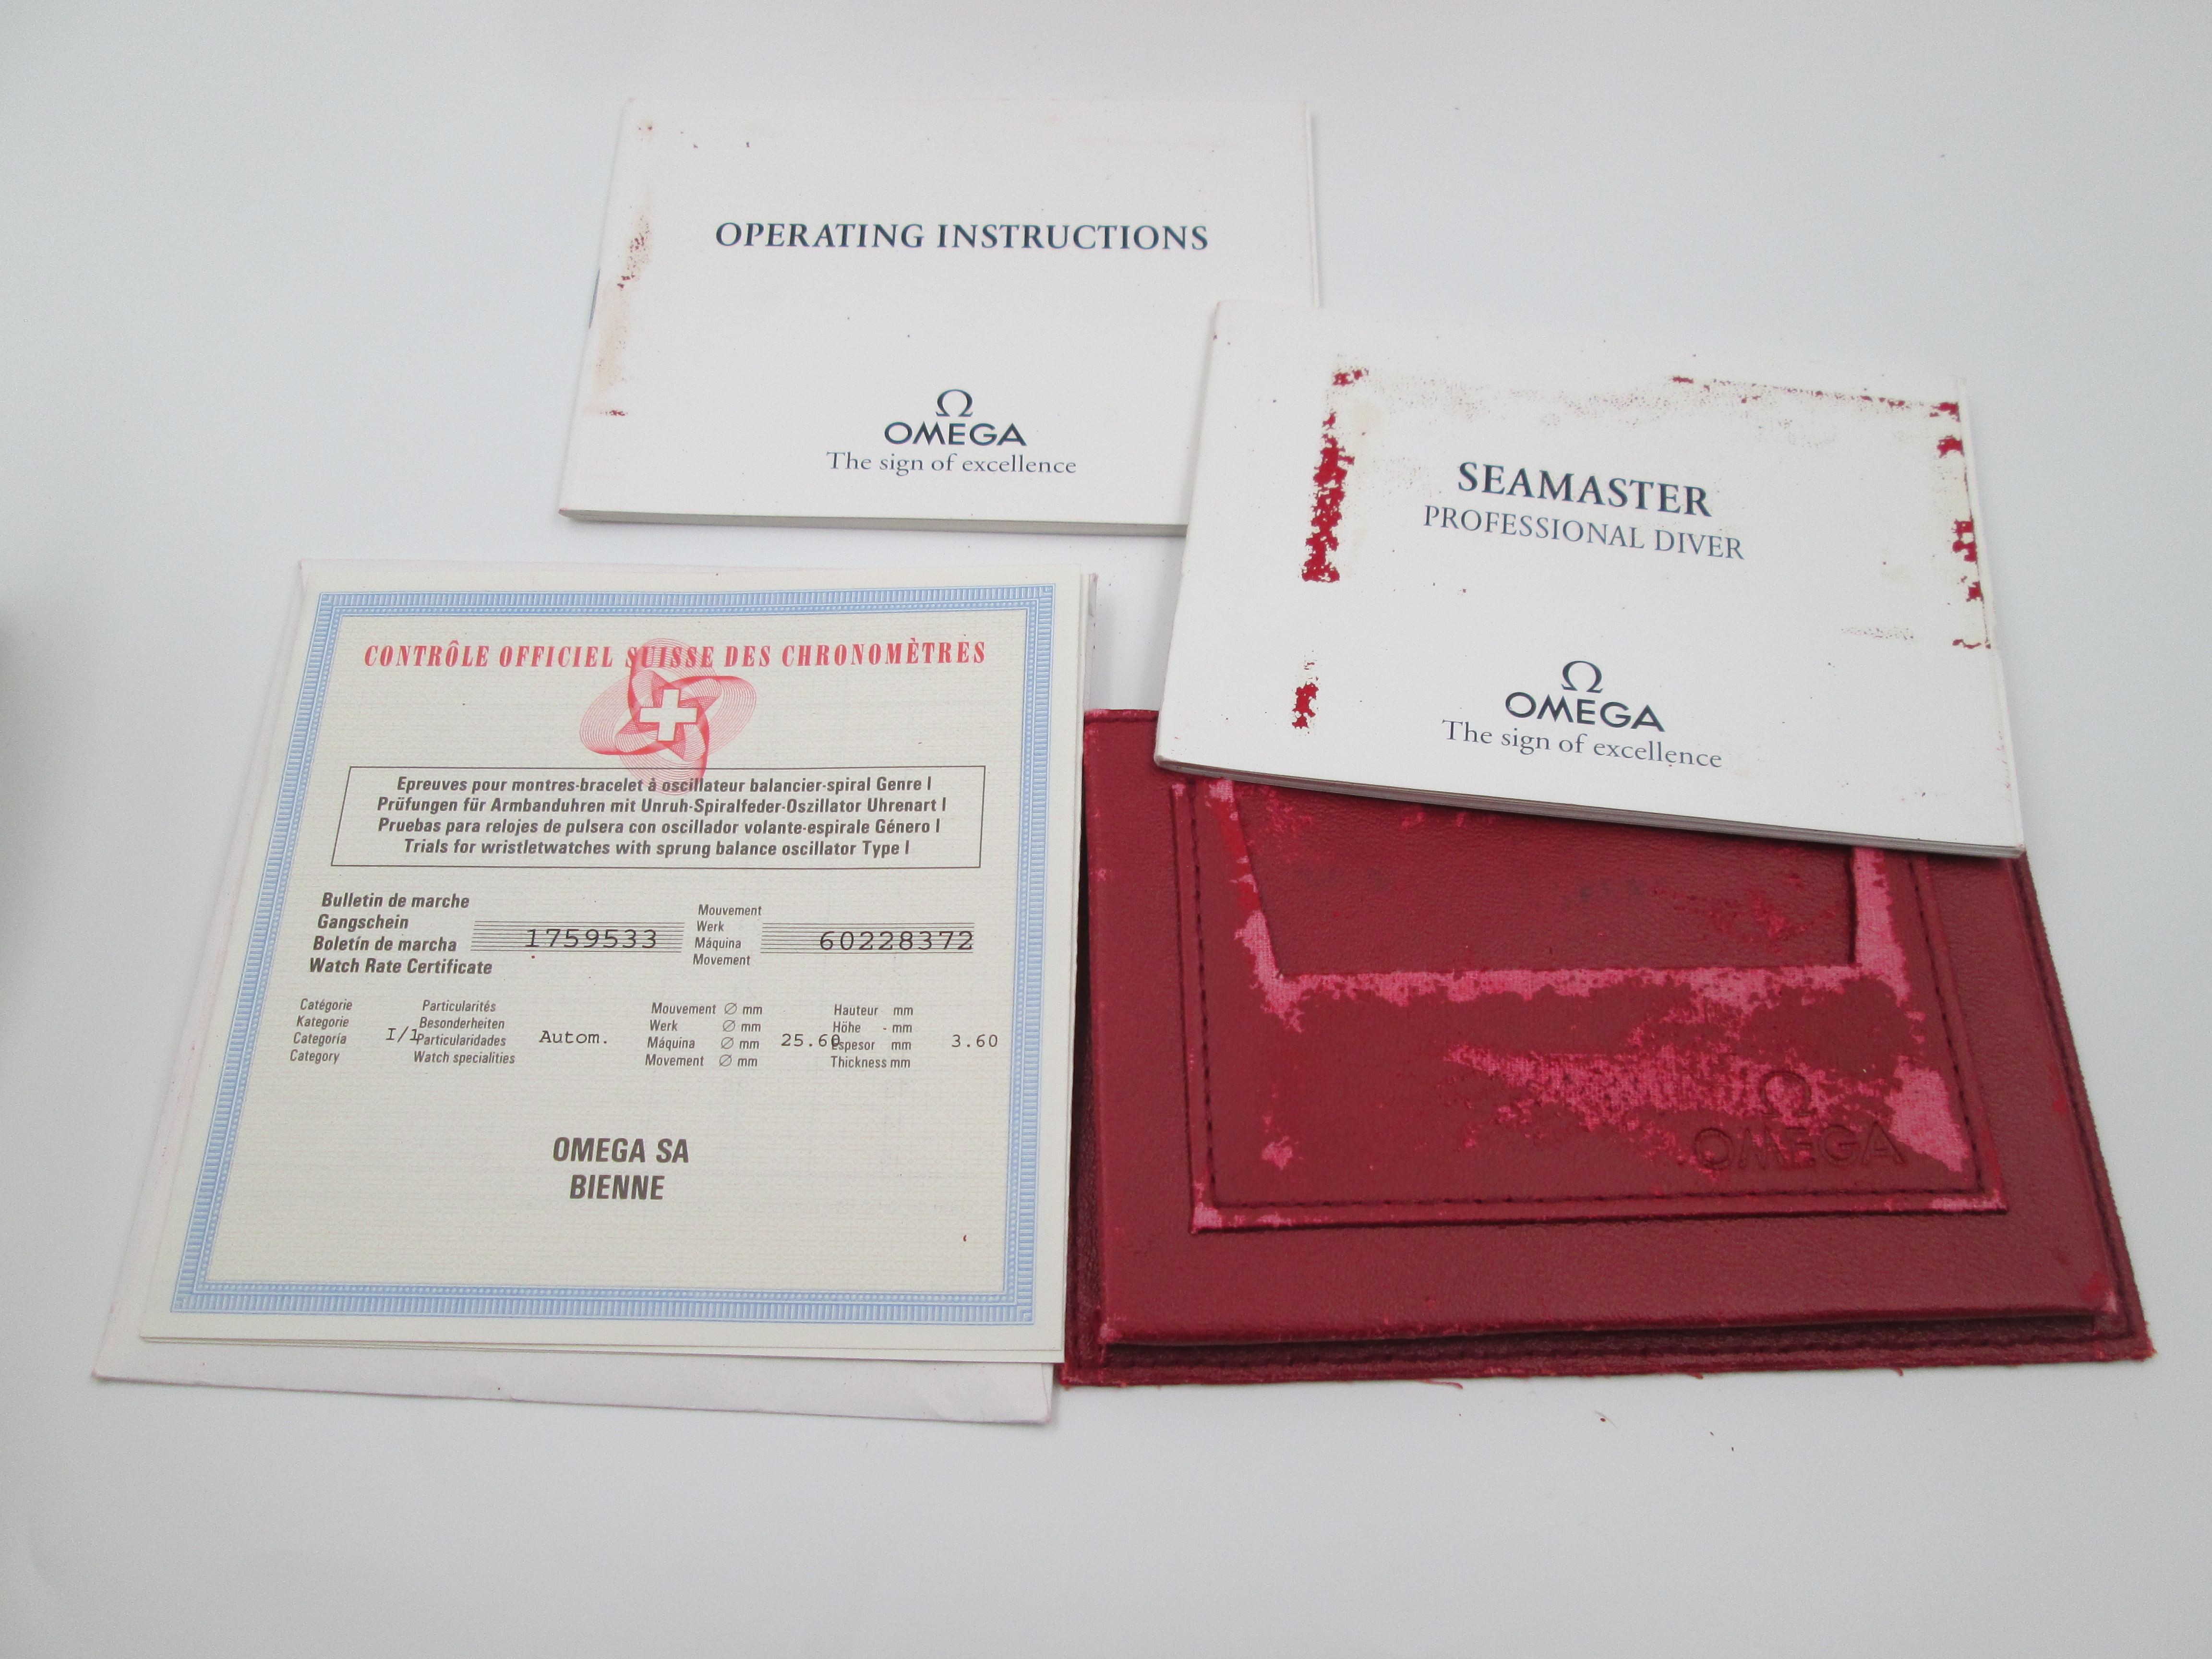 OPERATING INSTRUCTIONS
Ω
OMEGA
The sign of excellence
SEAMASTER
PROFESSIONAL DIVER
Ω
OMEGA
The sign of excellence
CONTRÔLE OFFICIEL SUISSE DES CHRONOMÈTRES
Epreuves pour montres-bracelet à oscillateur balancier-spiral Genre I
Prüfungen für Armbanduhren mit Unruh-Spiralfeder-Oszillator Uhrenart I
Pruebas para relojes de pulsera con oscillador volante-espirale Género I
Trials for wristletwatches with sprung balance oscillator Type I
Bulletin de marche
Gangschein
Boletín de marcha
Watch Rate Certificate
1759533
Mouvement
Werk
Máquina
Movement
60228372
Catégorie
Kategorie
Categoría
Category
I/1
Particularités
Besonderheiten
Particularidades
Watch specialities
Autom.
Mouvement ∅ mm
Werk ∅ mm
Máquina ∅ mm
Movement ∅ mm
25.60
Hauteur mm
Höhe - mm
Espesor mm
Thickness mm
3.60
OMEGA SA
BIENNE
Ω
OMEGA